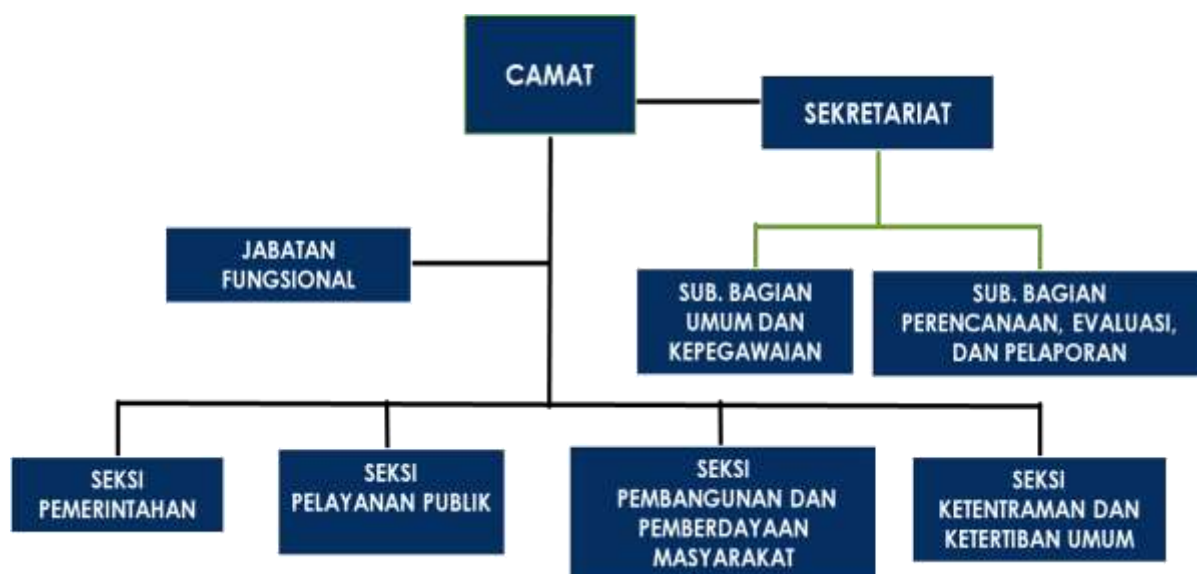 CAMAT
SEKRETARIAT
JABATAN
FUNGSIONAL
SUB. BAGIAN
UMUM DAN
KEPEGAWAIAN
SUB. BAGIAN
PERENCANAAN, EVALUASI,
DAN PELAPORAN
SEKSI
PEMERINTAHAN
SEKSI
PELAYANAN PUBLIK
SEKSI
PEMBANGUNAN DAN
PEMBERDAYAAN
MASYARAKAT
SEKSI
KETENTRAMAN DAN
KETERTIBAN UMUM